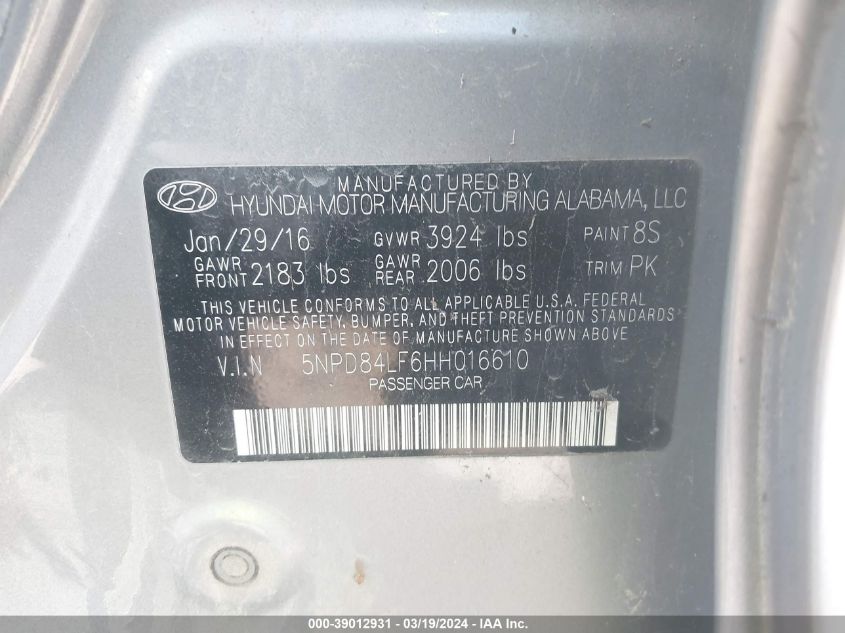 MANUFACTURED BY
HYUNDAI MOTOR MANUFACTURING ALABAMA, LLC
Jan/29/16 GVWR 3924 lbs PAINT 8S
GAWR FRONT 2183 lbs GAWR REAR 2006 lbs TRIM PK
THIS VEHICLE CONFORMS TO ALL APPLICABLE U.S.A. FEDERAL
MOTOR VEHICLE SAFETY, BUMPER, AND THEFT PREVENTION STANDARDS
IN EFFECT ON THE DATE OF MANUFACTURE SHOWN ABOVE
V.I.N 5NPD84LF6HH016610
PASSENGER CAR
000-39012931 - 03/19/2024 - IAA Inc.